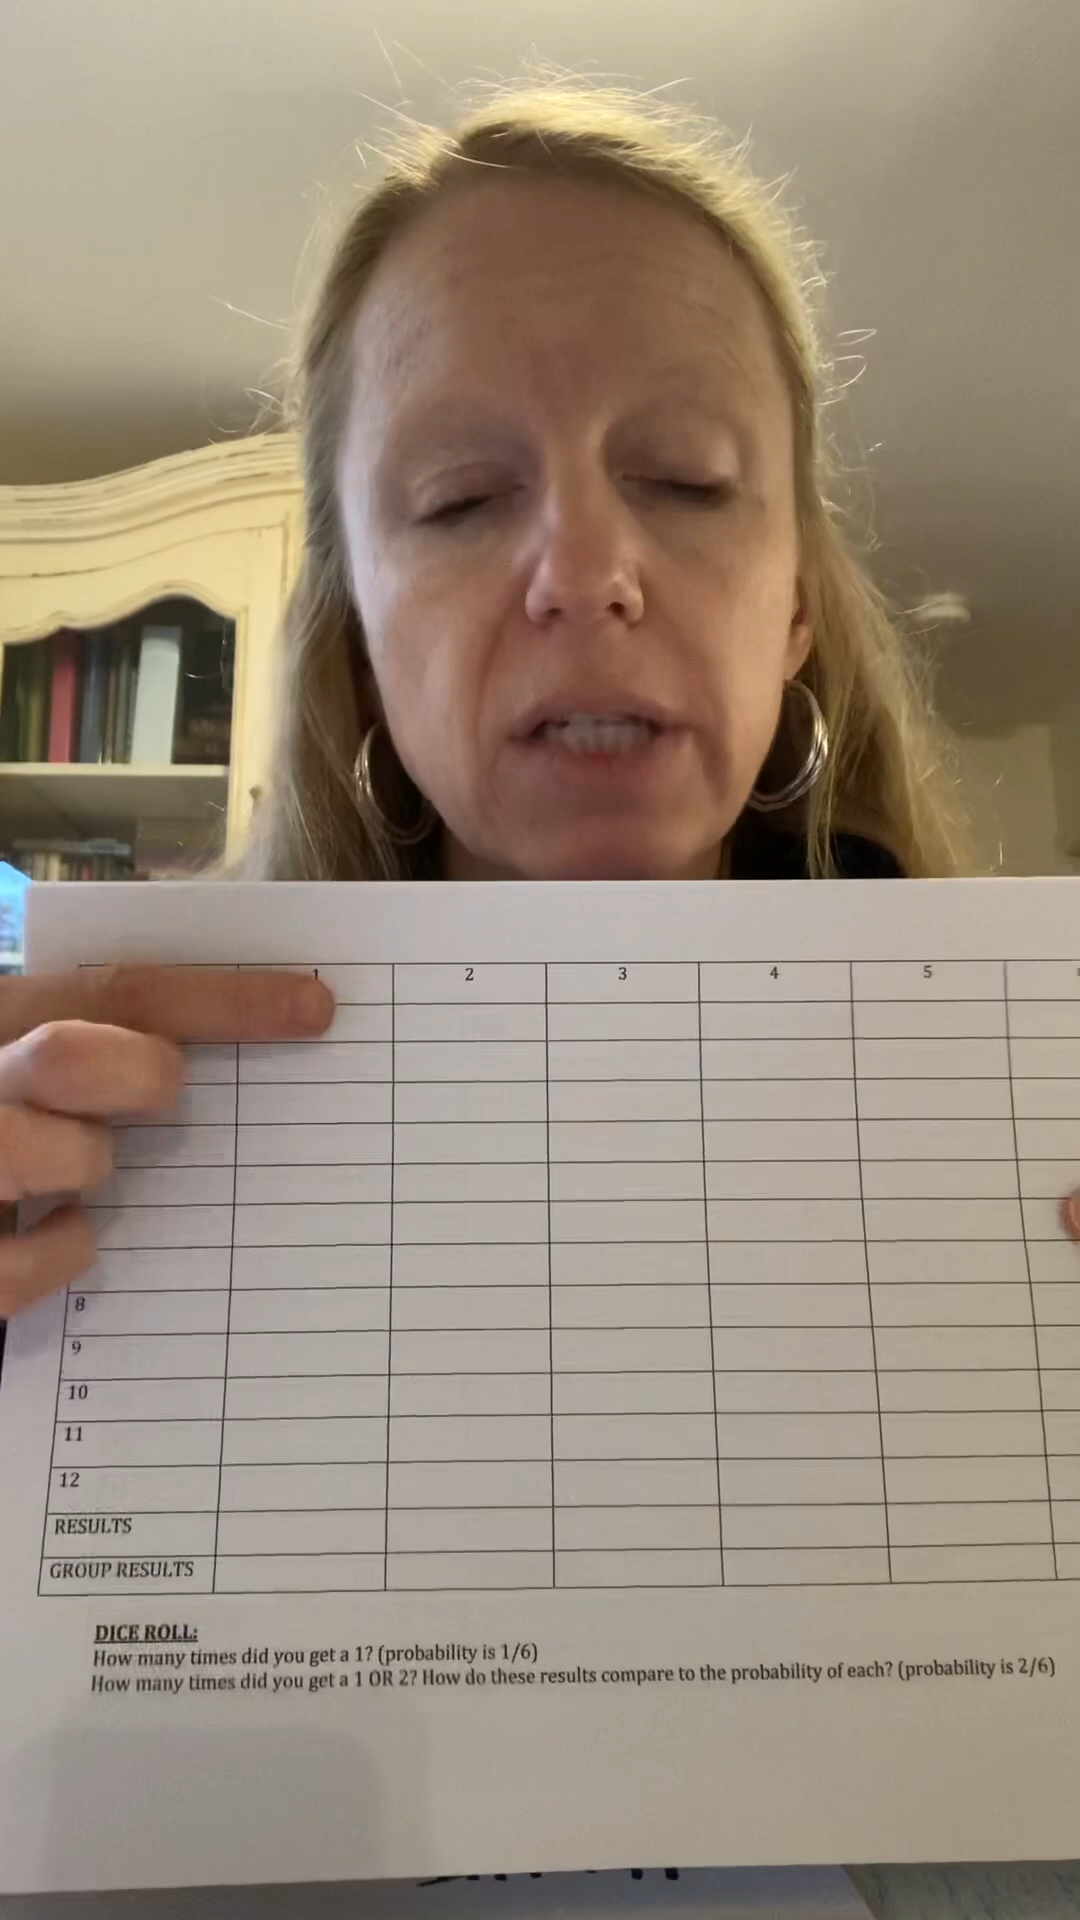 1 2 3 4 5
8
9
10
11
12
RESULTS
GROUP RESULTS
DICE ROLL:
How many times did you get a 1? (probability is 1/6)
How many times did you get a 1 OR 2? How do these results compare to the probability of each? (probability is 2/6)